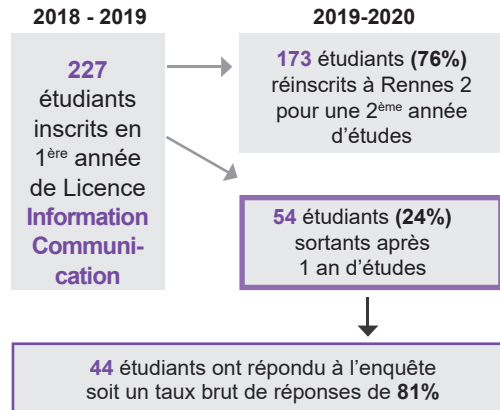 2018 - 2019
227
étudiants
inscrits en
1ère année
de Licence
Information
Communi-
cation
2019-2020
173 étudiants (76%)
réinscrits à Rennes 2
pour une 2ème année
d’études
54 étudiants (24%)
sortants après
1 an d’études
44 étudiants ont répondu à l’enquête
soit un taux brut de réponses de 81%